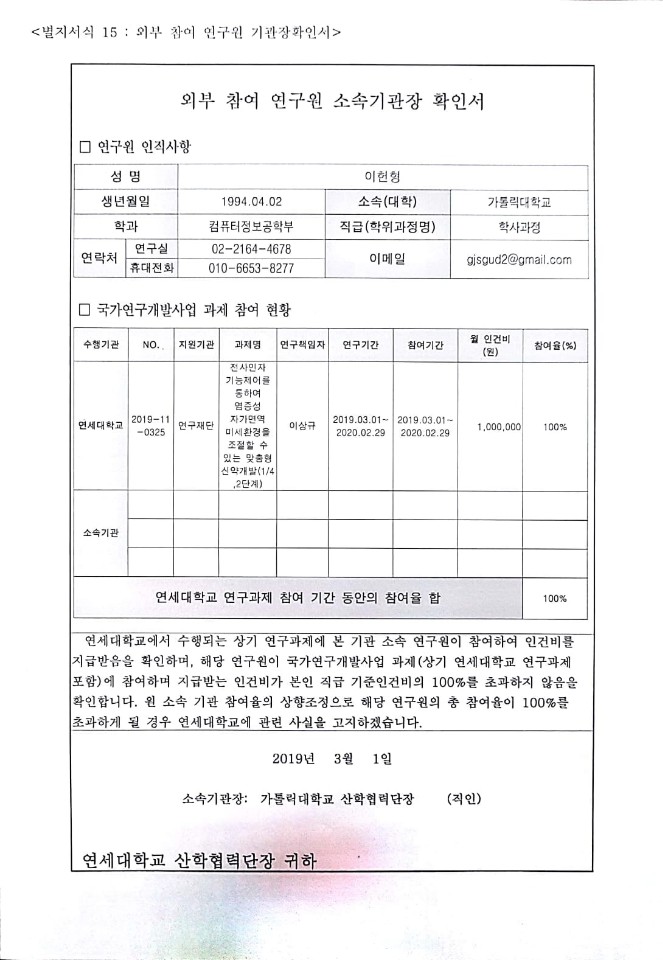 <별지서식 15 : 외부 참여 연구원 기관장확인서>
외부 참여 연구원 소속기관장 확인서
□ 연구원 인적사항
성 명 이헌형
생년월일 1994.04.02 소속(대학) 가톨릭대학교
학과 컴퓨터정보공학부 직급(학위과정명) 학사과정
연락처 연구실 02-2164-4678 이메일 gjsgud2@gmail.com
휴대전화 010-6653-8277
□ 국가연구개발사업 과제 참여 현황
수행기관 NO. 지원기관 과제명 연구책임자 연구기간 참여기간 월 인건비 (원) 참여율(%)
연세대학교 2019-11
-0325 연구재단 전사인자
기능제어를
통하여
염증성
자가면역
미세환경을
조절할 수
있는 맞춤형
신약개발(1/4
,2단계) 이상규 2019.03.01~
2020.02.29 2019.03.01~
2020.02.29 1,000,000 100%
소속기관
연세대학교 연구과제 참여 기간 동안의 참여율 합 100%
연세대학교에서 수행되는 상기 연구과제에 본 기관 소속 연구원이 참여하여 인건비를
지급받음을 확인하며, 해당 연구원이 국가연구개발사업 과제(상기 연세대학교 연구과제
포함)에 참여하며 지급받는 인건비가 본인 직급 기준인건비의 100%를 초과하지 않음을
확인합니다. 원 소속 기관 참여율의 상향조정으로 해당 연구원의 총 참여율이 100%를
초과하게 될 경우 연세대학교에 관련 사실을 고지하겠습니다.
2019년 3월 1일
소속기관장: 가톨릭대학교 산학협력단장 (직인)
연세대학교 산학협력단장 귀하